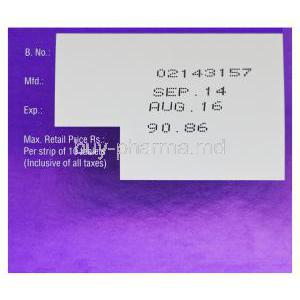 B. No.: 02143157
Mfd.: SEP.14
Exp.: AUG.16
Max. Retail Price Rs.: 90.86
Per strip of 10 tablets
(Inclusive of all taxes)
buy-pharma.md